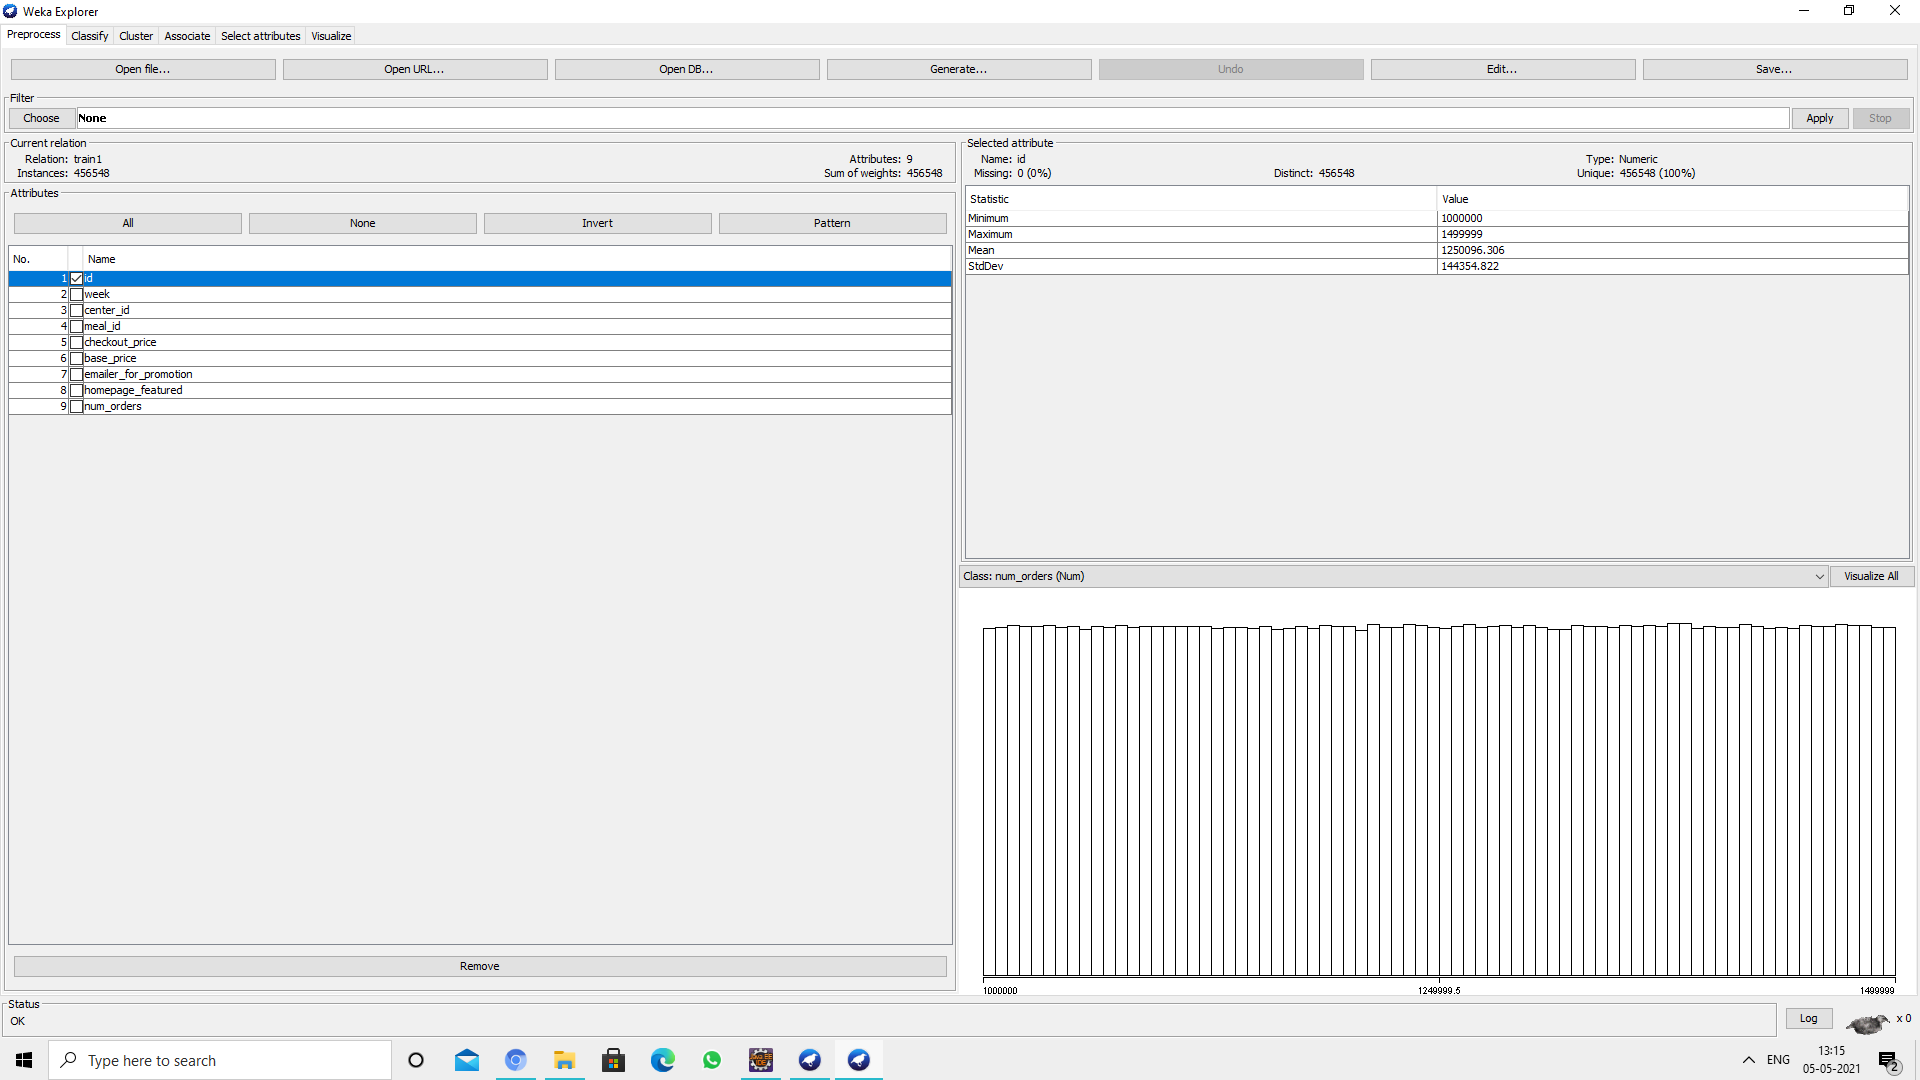 Weka Explorer
Preprocess Classify Cluster Associate Select attributes Visualize
Open file... Open URL... Open DB... Generate... Undo Edit... Save...
Filter
Choose None Apply Stop
Current relation
Relation: train1 Attributes: 9
Instances: 456548 Sum of weights: 456548
Attributes
All None Invert Pattern
No. Name
1 id
2 week
3 center_id
4 meal_id
5 checkout_price
6 base_price
7 emailer_for_promotion
8 homepage_featured
9 num_orders
Remove
Selected attribute
Name: id Type: Numeric
Missing: 0 (0%) Distinct: 456548 Unique: 456548 (100%)
Statistic Value
Minimum 1000000
Maximum 1499999
Mean 1250096.306
StdDev 144354.822
Class: num_orders (Num) Visualize All
1000000 1249999.5 1499999
Status
OK
Log x 0
Type here to search
JAVA EE
IDE
ENG
13:15
05-05-2021
2